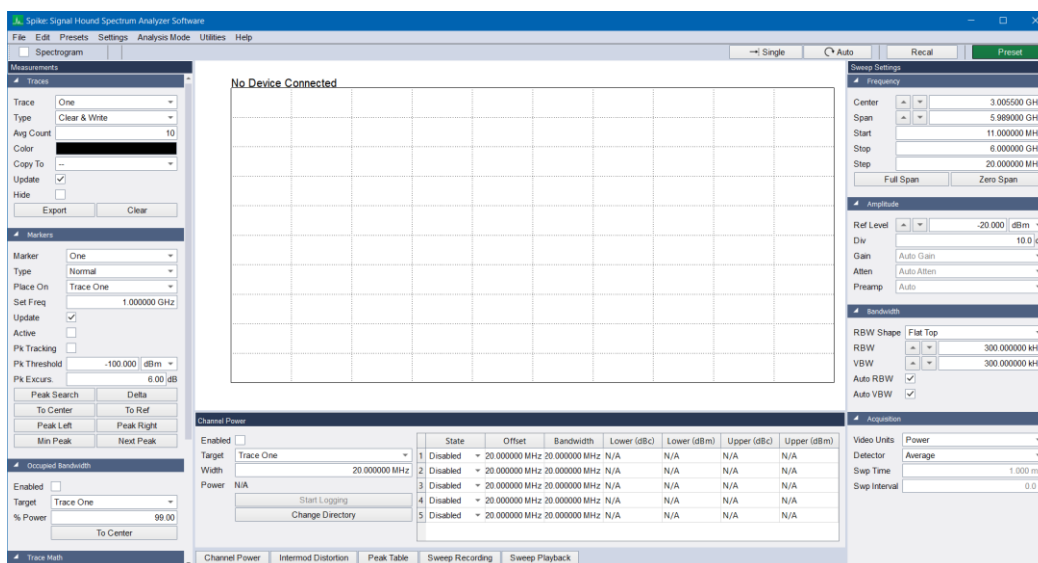 Spike: Signal Hound Spectrum Analyzer Software
File Edit Presets Settings Analysis Mode Utilities Help
Spectrogram
Single
Auto
Recal
Preset
Measurements
Traces
Trace One
Type Clear & Write
Avg Count 10
Color
Copy To --
Update
Hide
Export Clear
Markers
Marker One
Type Normal
Place On Trace One
Set Freq 1.000000 GHz
Update
Active
Pk Tracking
Pk Threshold -100.000 dBm
Pk Excurs. 6.00 dB
Peak Search Delta
To Center To Ref
Peak Left Peak Right
Min Peak Next Peak
Occupied Bandwidth
Enabled
Target Trace One
% Power 99.00
To Center
Trace Math
No Device Connected
Channel Power
Enabled
Target Trace One
Width 20.000000 MHz
Power N/A
Start Logging
Change Directory
State Offset Bandwidth Lower (dBc) Lower (dBm) Upper (dBc) Upper (dBm)
1 Disabled 20.000000 MHz 20.000000 MHz N/A N/A N/A N/A
2 Disabled 20.000000 MHz 20.000000 MHz N/A N/A N/A N/A
3 Disabled 20.000000 MHz 20.000000 MHz N/A N/A N/A N/A
4 Disabled 20.000000 MHz 20.000000 MHz N/A N/A N/A N/A
5 Disabled 20.000000 MHz 20.000000 MHz N/A N/A N/A N/A
Channel Power Intermod Distortion Peak Table Sweep Recording Sweep Playback
Sweep Settings
Frequency
Center 3.005500 GH
Span 5.989000 GH
Start 11.000000 MH
Stop 6.000000 GH
Step 20.000000 MH
Full Span Zero Span
Amplitude
Ref Level -20.000 dBm
Div 10.0
Gain Auto Gain
Atten Auto Atten
Preamp Auto
Bandwidth
RBW Shape Flat Top
RBW 300.000000 kH
VBW 300.000000 kH
Auto RBW
Auto VBW
Acquisition
Video Units Power
Detector Average
Swp Time 1.000 m
Swp Interval 0.0